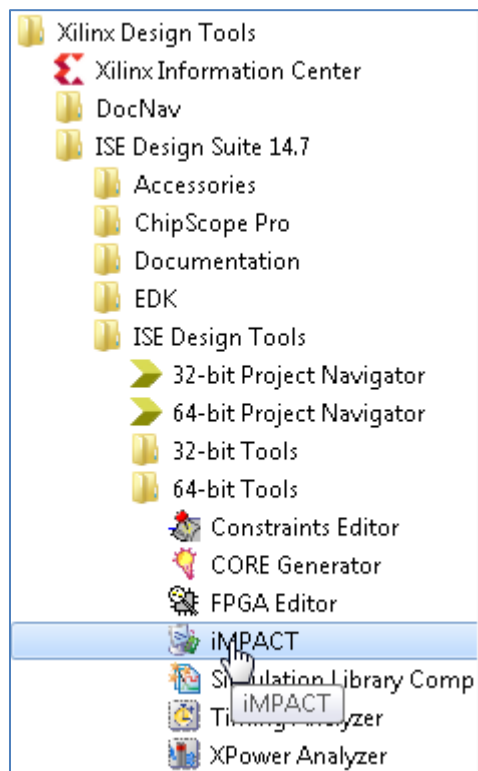 Xilinx Design Tools
Xilinx Information Center
DocNav
ISE Design Suite 14.7
Accessories
ChipScope Pro
Documentation
EDK
ISE Design Tools
32-bit Project Navigator
64-bit Project Navigator
32-bit Tools
64-bit Tools
Constraints Editor
CORE Generator
FPGA Editor
iMPACT
Library Comp
iMPACT
XPower Analyzer